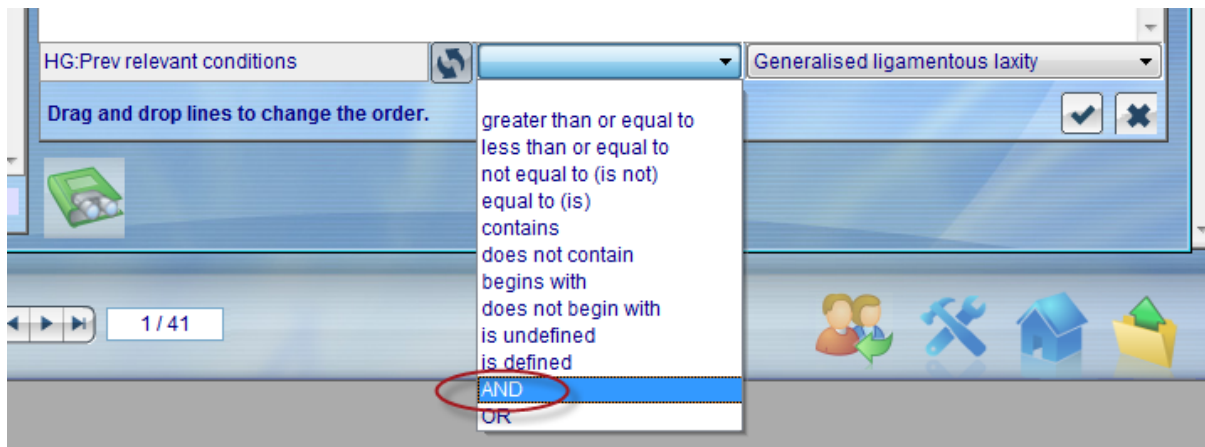 HG:Prev relevant conditions
Generalised ligamentous laxity
Drag and drop lines to change the order.
greater than or equal to
less than or equal to
not equal to (is not)
equal to (is)
contains
does not contain
begins with
does not begin with
is undefined
is defined
AND
OR
1 / 41